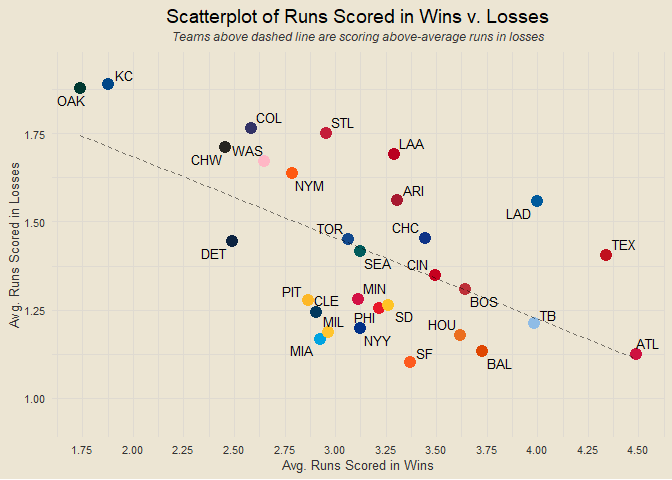 Scatterplot of Runs Scored in Wins v. Losses
Teams above dashed line are scoring above-average runs in losses
KC
OAK
COL
STL
1.75
LAA
CHW
WAS
NYM
ARI
LAD
1.50
TOR
CHC
DET
TEX
SEA
CIN
PIT
CLE
MIN
BOS
1.25
MIL
PHI
SD
HOU
TB
MIA
NYY
ATL
SF
BAL
1.00
Avg. Runs Scored in Losses
1.75 2.00 2.25 2.50 2.75 3.00 3.25 3.50 3.75 4.00 4.25 4.50
Avg. Runs Scored in Wins